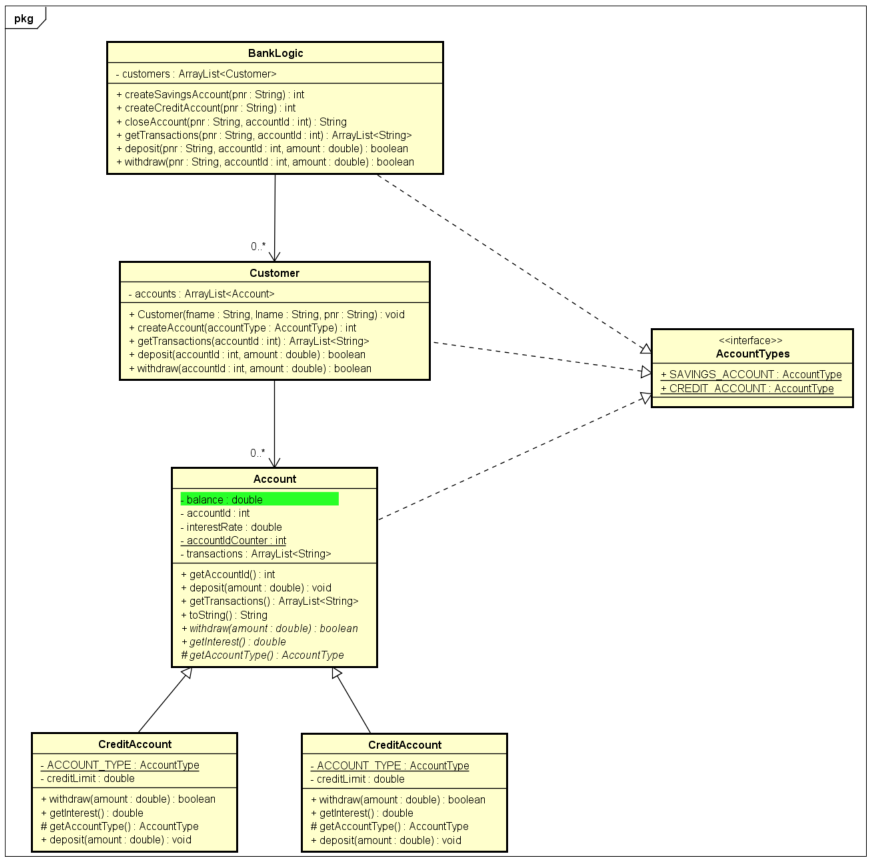 pkg
BankLogic
- customers : ArrayList<Customer>
+ createSavingsAccount(pnr : String) : int
+ createCreditAccount(pnr : String) : int
+ closeAccount(pnr : String, accountId : int) : String
+ getTransactions(pnr : String, accountId : int) : ArrayList<String>
+ deposit(pnr : String, accountId : int, amount : double) : boolean
+ withdraw(pnr : String, accountId : int, amount : double) : boolean
0..*
Customer
- accounts : ArrayList<Account>
+ Customer(fname : String, lname : String, pnr : String) : void
+ createAccount(accountType : AccountType) : int
+ getTransactions(accountId : int) : ArrayList<String>
+ deposit(accountId : int, amount : double) : boolean
+ withdraw(accountId : int, amount : double) : boolean
<<interface>>
AccountTypes
+ SAVINGS_ACCOUNT : AccountType
+ CREDIT_ACCOUNT : AccountType
0..*
Account
- balance : double
- accountId : int
- interestRate : double
- accountIdCounter : int
- transactions : ArrayList<String>
+ getAccountId() : int
+ deposit(amount : double) : void
+ getTransactions() : ArrayList<String>
+ toString() : String
+ withdraw(amount : double) : boolean
+ getInterest() : double
# getAccountType() : AccountType
CreditAccount
- ACCOUNT_TYPE : AccountType
- creditLimit : double
+ withdraw(amount : double) : boolean
+ getInterest() : double
# getAccountType() : AccountType
+ deposit(amount : double) : void
CreditAccount
- ACCOUNT_TYPE : AccountType
- creditLimit : double
+ withdraw(amount : double) : boolean
+ getInterest() : double
# getAccountType() : AccountType
+ deposit(amount : double) : void